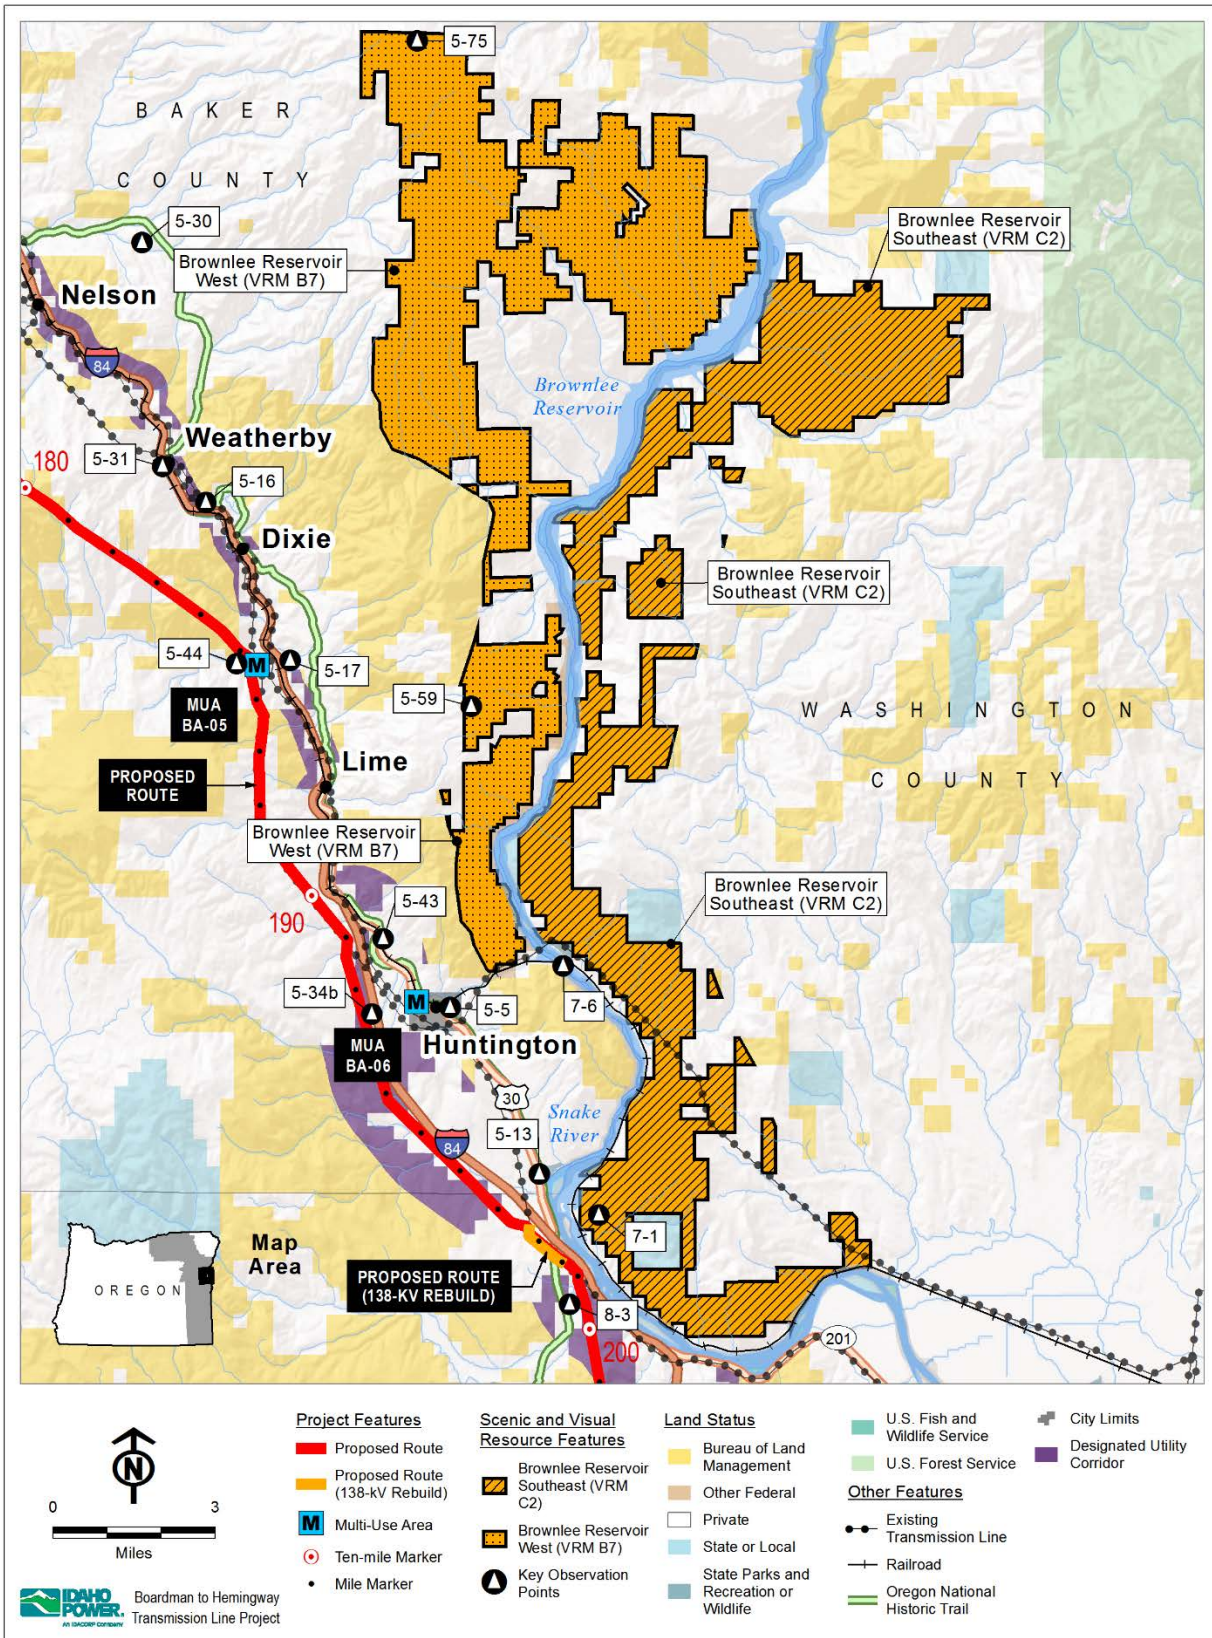 5-75
B A K E R
C O U N T Y
5-30
Brownlee Reservoir
West (VRM B7)
Brownlee Reservoir
Southeast (VRM C2)
Nelson
84
Brownlee
Reservoir
Weatherby
180
5-31
5-16
Dixie
Brownlee Reservoir
Southeast (VRM C2)
5-44
M
5-17
MUA
BA-05
5-59
W A S H I N G T O N
C O U N T Y
Lime
PROPOSED
ROUTE
Brownlee Reservoir
West (VRM B7)
Brownlee Reservoir
Southeast (VRM C2)
5-43
190
5-34b
M
5-5
7-6
Huntington
MUA
BA-06
30
Snake
River
5-13
84
7-1
Map
Area
OREGON
PROPOSED ROUTE
(138-KV REBUILD)
8-3
200
201
N
0 3
Miles
IDAHO
POWER.
An IDACORP Company
Boardman to Hemingway
Transmission Line Project
Project Features
Proposed Route
Proposed Route
(138-kV Rebuild)
M Multi-Use Area
Ten-mile Marker
Mile Marker
Scenic and Visual
Resource Features
Brownlee Reservoir
Southeast (VRM
C2)
Brownlee Reservoir
West (VRM B7)
Key Observation
Points
Land Status
Bureau of Land
Management
Other Federal
Private
State or Local
State Parks and
Recreation or
Wildlife
U.S. Fish and
Wildlife Service
U.S. Forest Service
City Limits
Designated Utility
Corridor
Other Features
Existing
Transmission Line
Railroad
Oregon National
Historic Trail